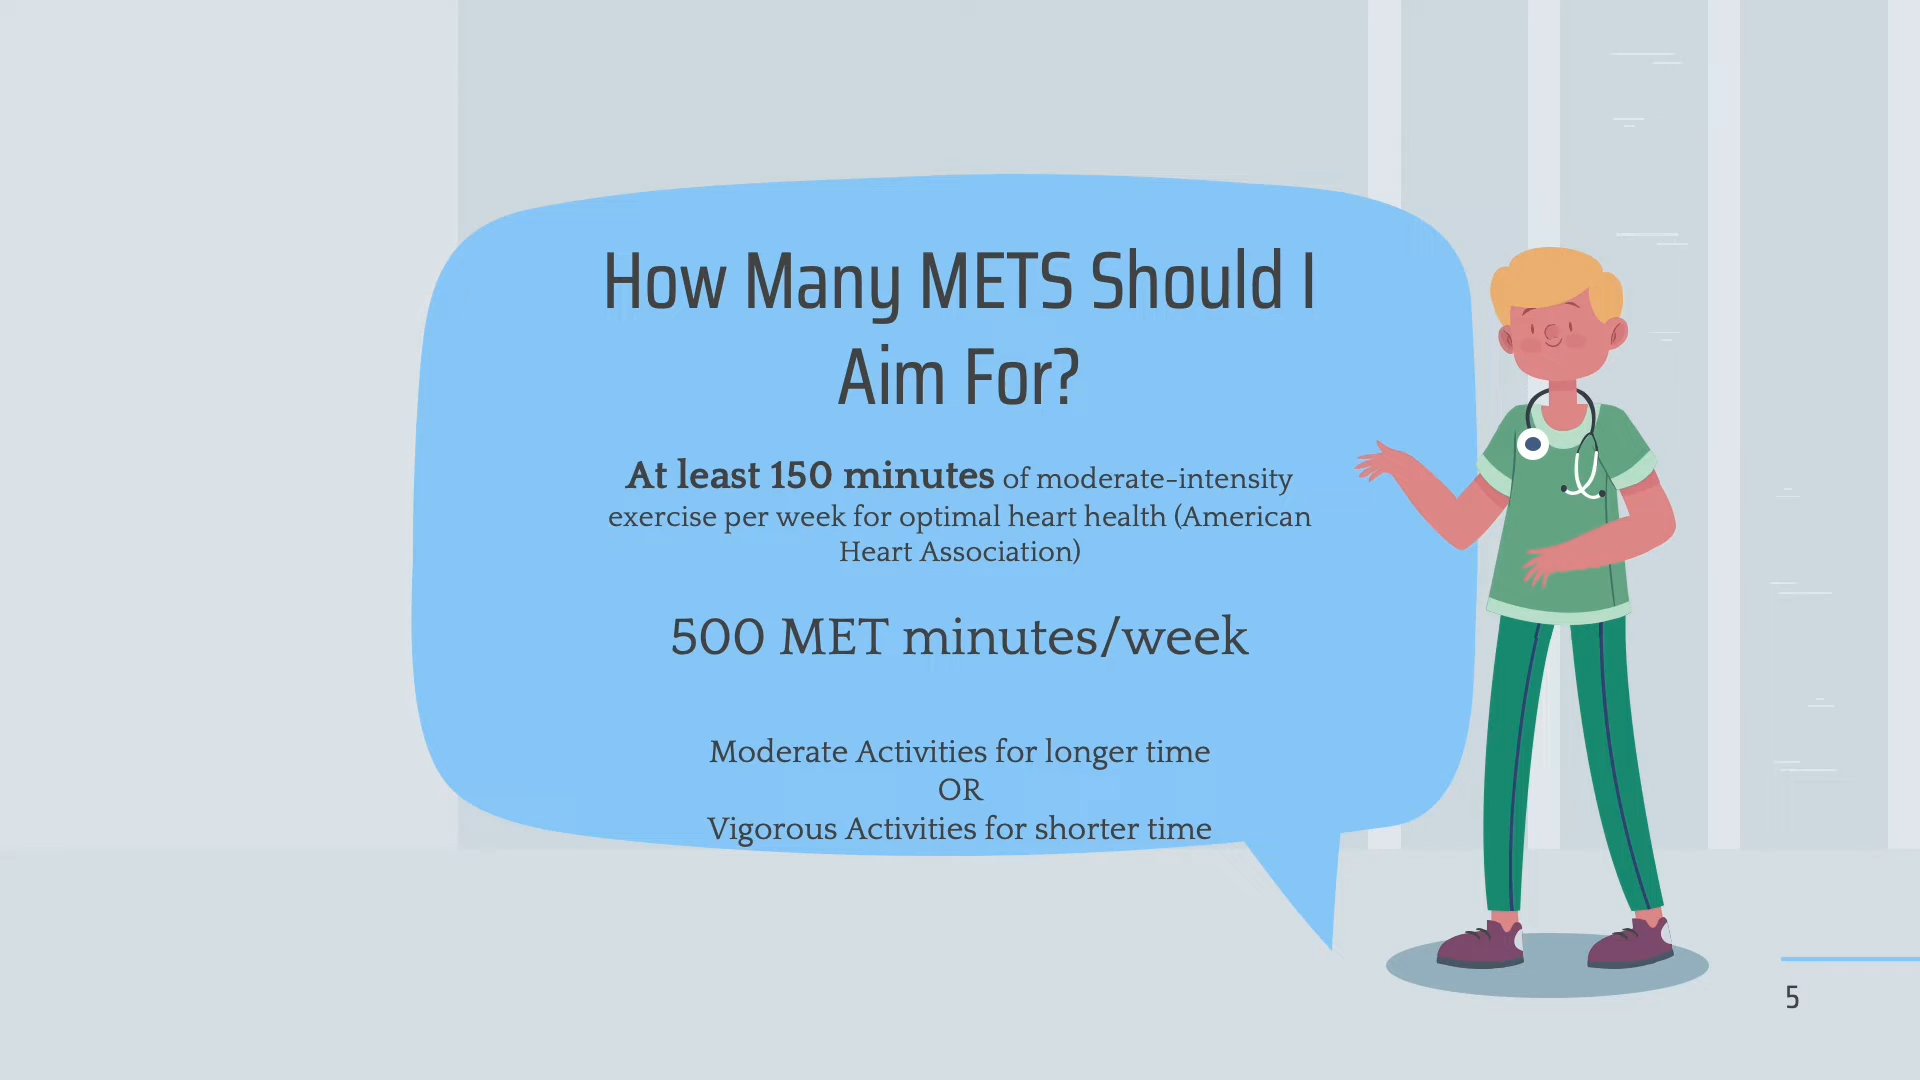 How Many METS Should I
Aim For?
At least 150 minutes of moderate-intensity
exercise per week for optimal heart health (American
Heart Association)
500 MET minutes/week
Moderate Activities for longer time
OR
Vigorous Activities for shorter time
5